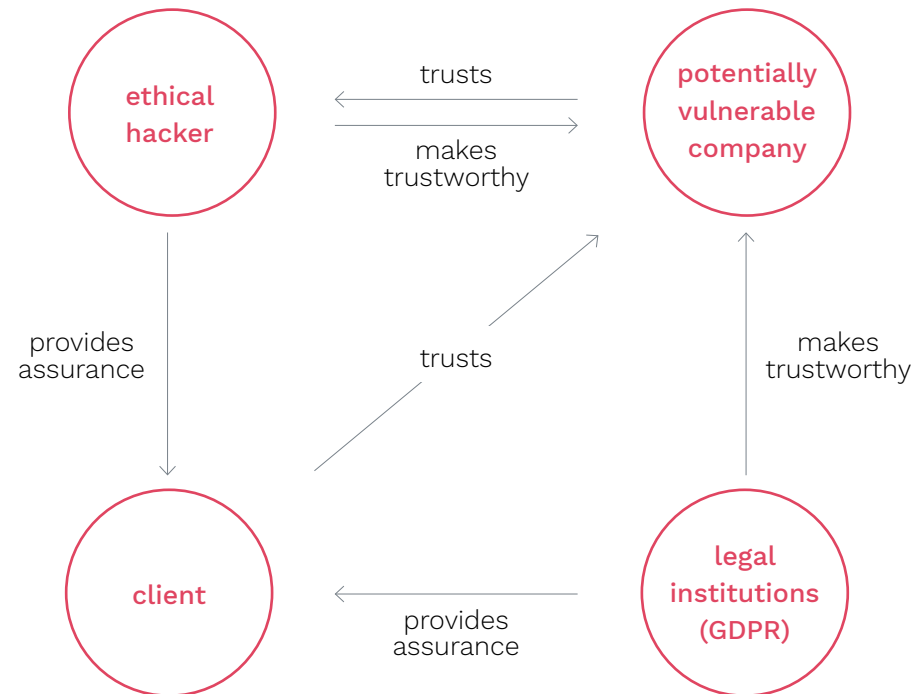 ethical
hacker
trusts
makes
trustworthy
potentially
vulnerable
company
provides
assurance
trusts
makes
trustworthy
client
provides
assurance
legal
institutions
(GDPR)